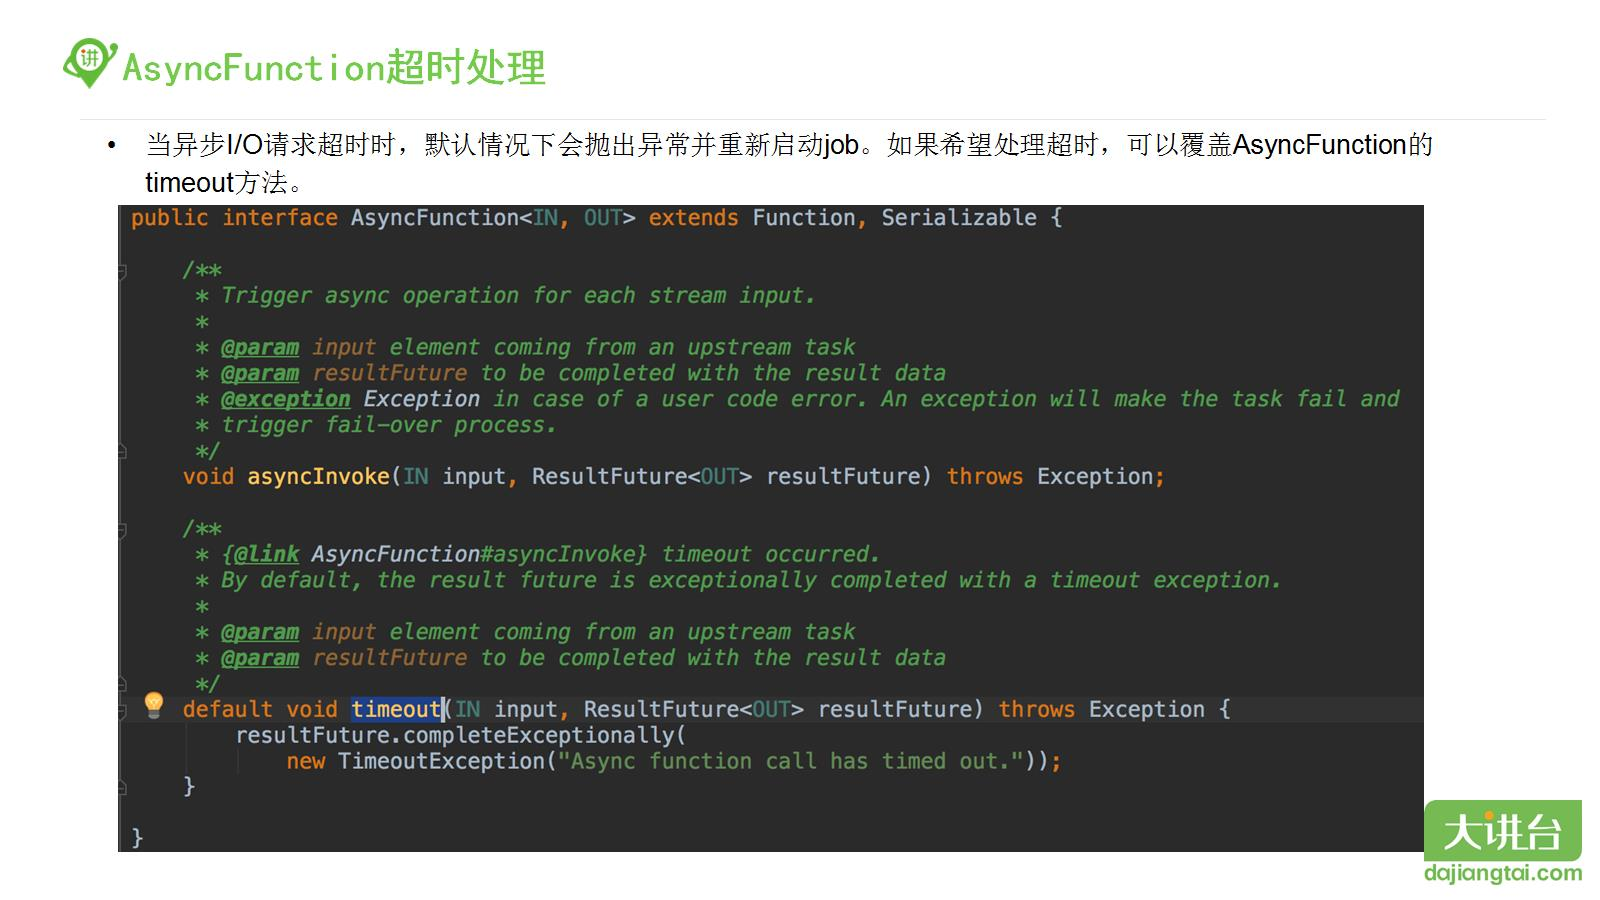 讲
AsyncFunction超时处理
• 当异步I/O请求超时时，默认情况下会抛出异常并重新启动job。如果希望处理超时，可以覆盖AsyncFunction的
timeout方法。
public interface AsyncFunction<IN, OUT> extends Function, Serializable {
/**
* Trigger async operation for each stream input.
*
* @param input element coming from an upstream task
* @param resultFuture to be completed with the result data
* @exception Exception in case of a user code error. An exception will make the task fail and
* trigger fail-over process.
*/
void asyncInvoke(IN input, ResultFuture<OUT> resultFuture) throws Exception;
/**
* {@link AsyncFunction#asyncInvoke} timeout occurred.
* By default, the result future is exceptionally completed with a timeout exception.
*
* @param input element coming from an upstream task
* @param resultFuture to be completed with the result data
*/
default void timeout(IN input, ResultFuture<OUT> resultFuture) throws Exception {
resultFuture.completeExceptionally(
new TimeoutException("Async function call has timed out."));
}
}
大讲台
dajiangtai.com